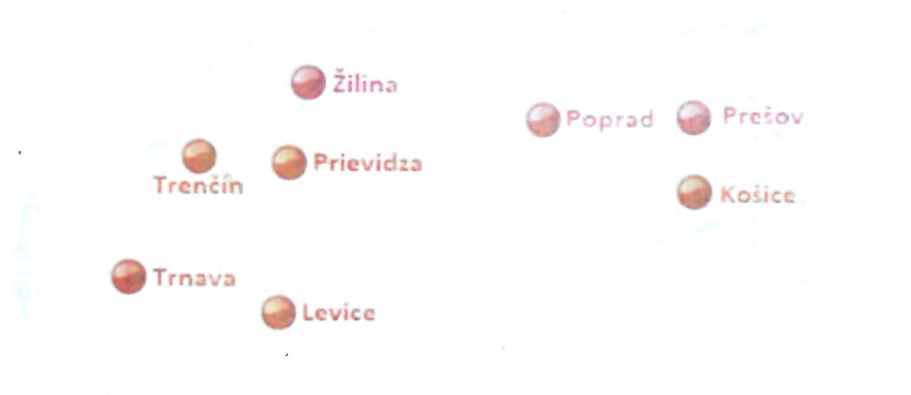 Žilina
Poprad
Prešov
Prievidza
Trenčín
Košice
Trnava
Levice